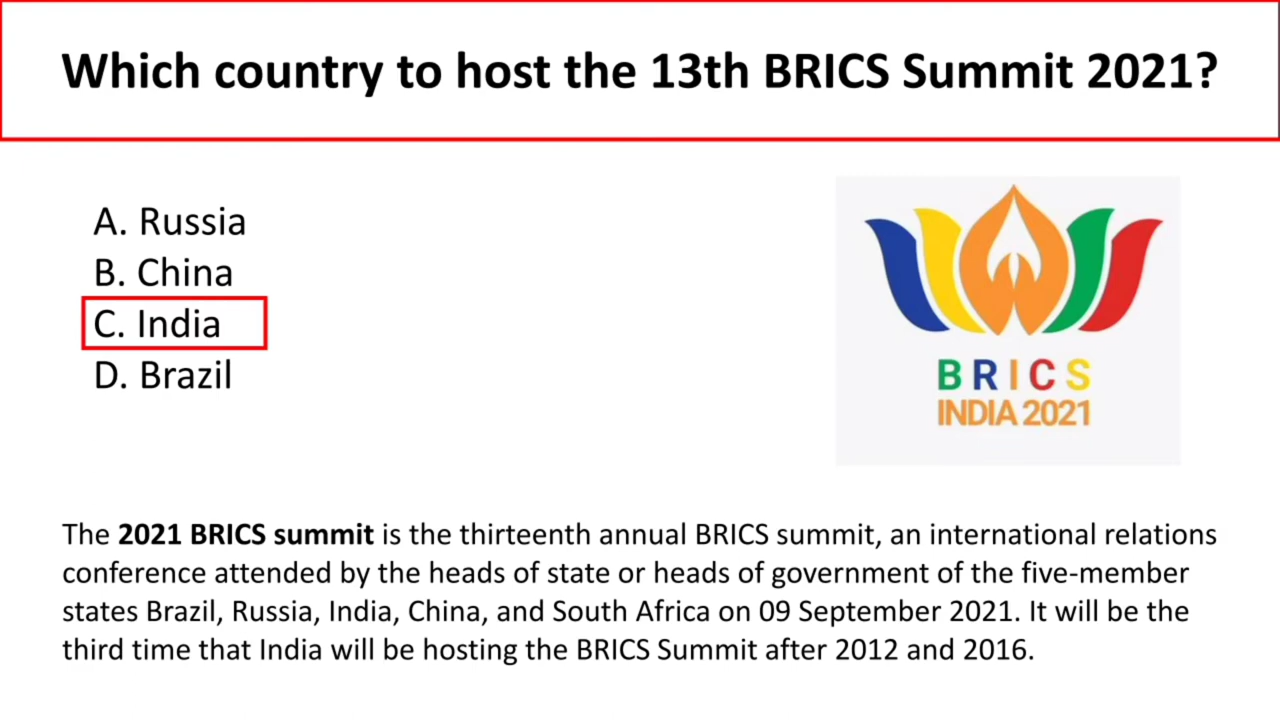 Which country to host the 13th BRICS Summit 2021?
A. Russia
B. China
C. India
D. Brazil
BRICS
INDIA 2021
The 2021 BRICS summit is the thirteenth annual BRICS summit, an international relations
conference attended by the heads of state or heads of government of the five-member
states Brazil, Russia, India, China, and South Africa on 09 September 2021. It will be the
third time that India will be hosting the BRICS Summit after 2012 and 2016.